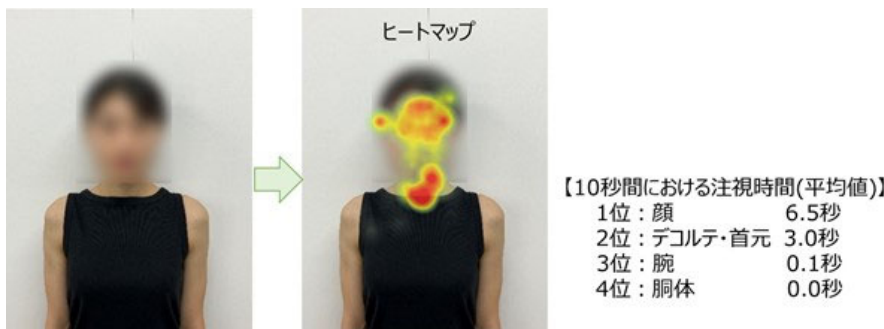 ヒートマップ
【10秒間における注視時間(平均値)】
1位：顔 6.5秒
2位：デコルテ・首元 3.0秒
3位：腕 0.1秒
4位：胴体 0.0秒